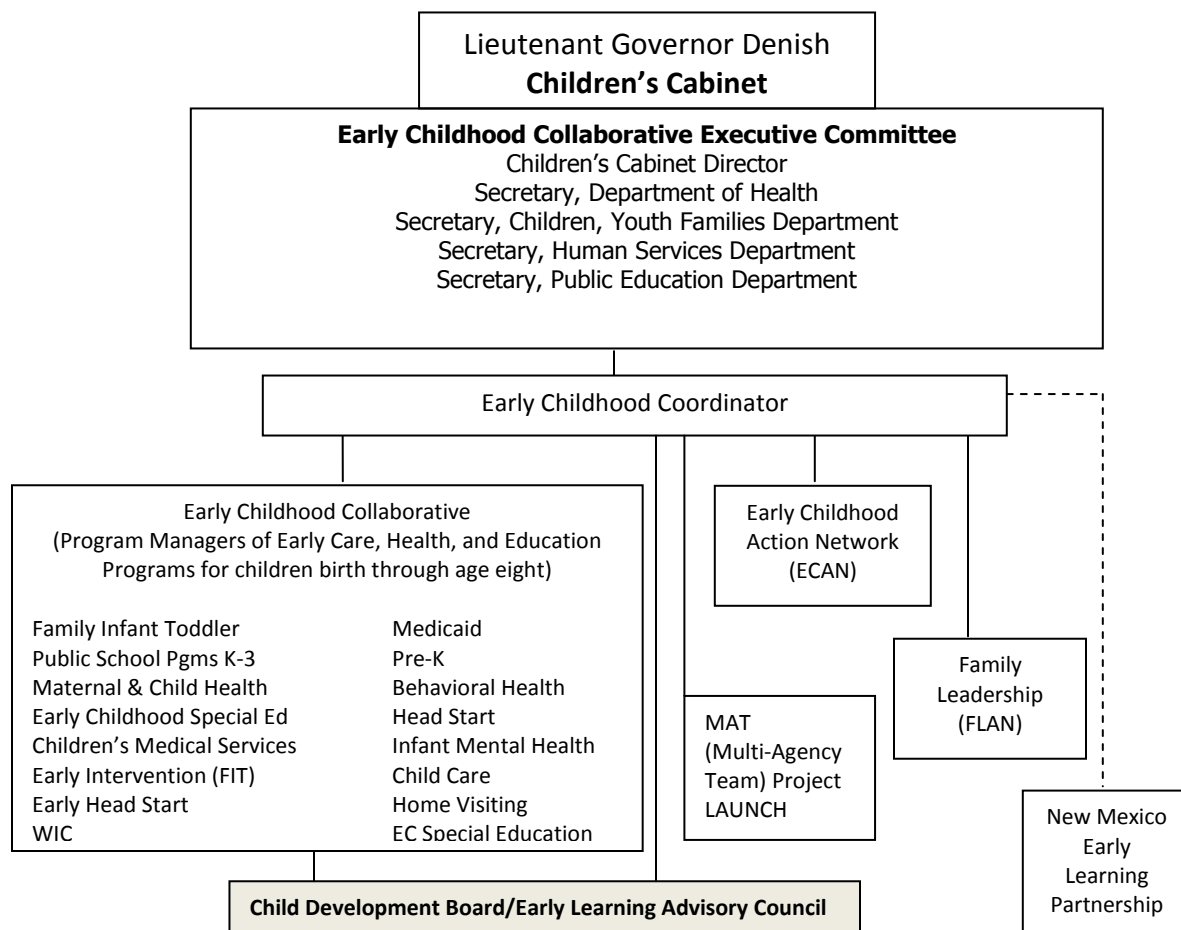 Lieutenant Governor Denish
Children's Cabinet
Early Childhood Collaborative Executive Committee
Children's Cabinet Director
Secretary, Department of Health
Secretary, Children, Youth Families Department
Secretary, Human Services Department
Secretary, Public Education Department
Early Childhood Coordinator
Early Childhood Collaborative
(Program Managers of Early Care, Health, and Education
Programs for children birth through age eight)
Family Infant Toddler
Public School Pgms K-3
Maternal & Child Health
Early Childhood Special Ed
Children's Medical Services
Early Intervention (FIT)
Early Head Start
WIC
Medicaid
Pre-K
Behavioral Health
Head Start
Infant Mental Health
Child Care
Home Visiting
EC Special Education
Early Childhood
Action Network
(ECAN)
Family
Leadership
(FLAN)
MAT
(Multi-Agency
Team) Project
LAUNCH
New Mexico
Early
Learning
Partnership
Child Development Board/Early Learning Advisory Council